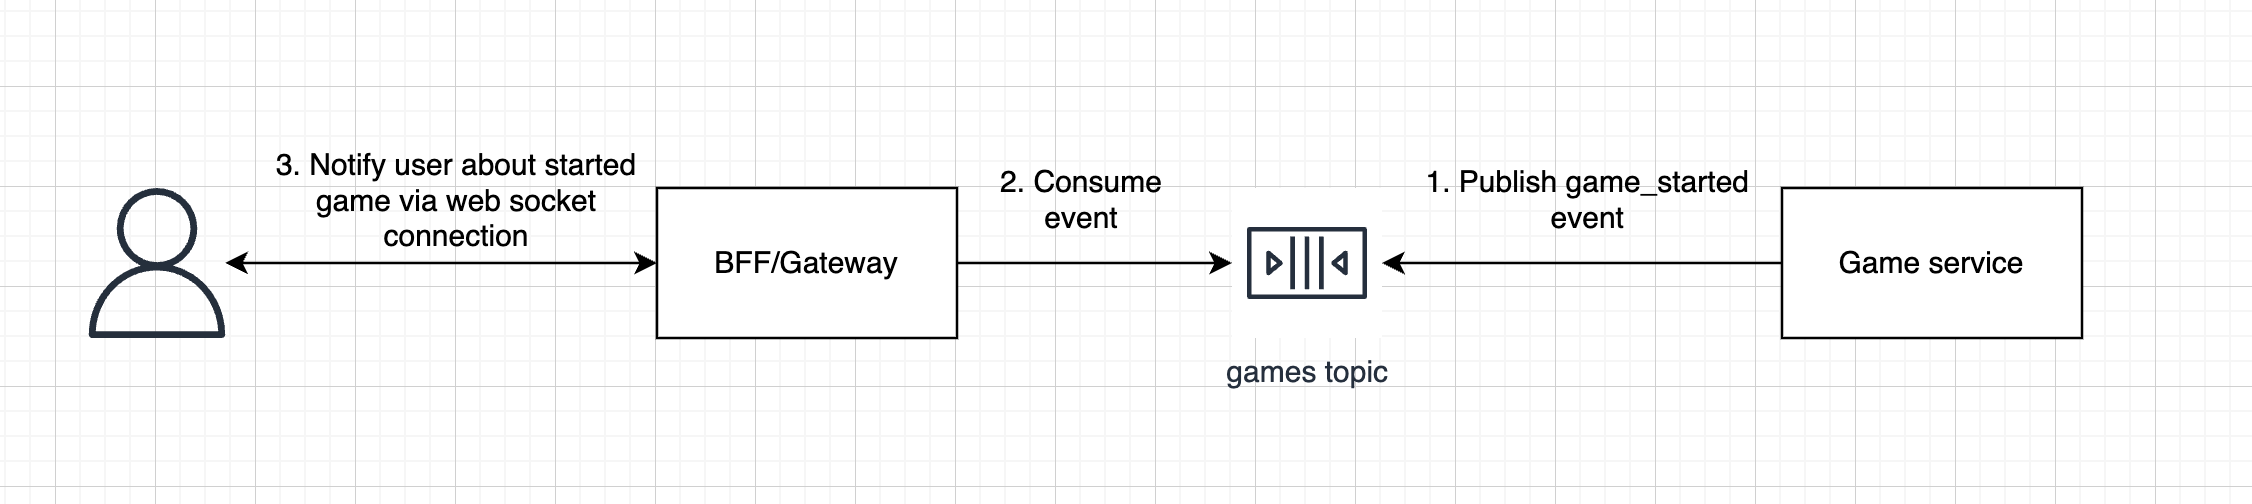 3. Notify user about started
game via web socket
connection
BFF/Gateway
2. Consume
event
games topic
1. Publish game_started
event
Game service